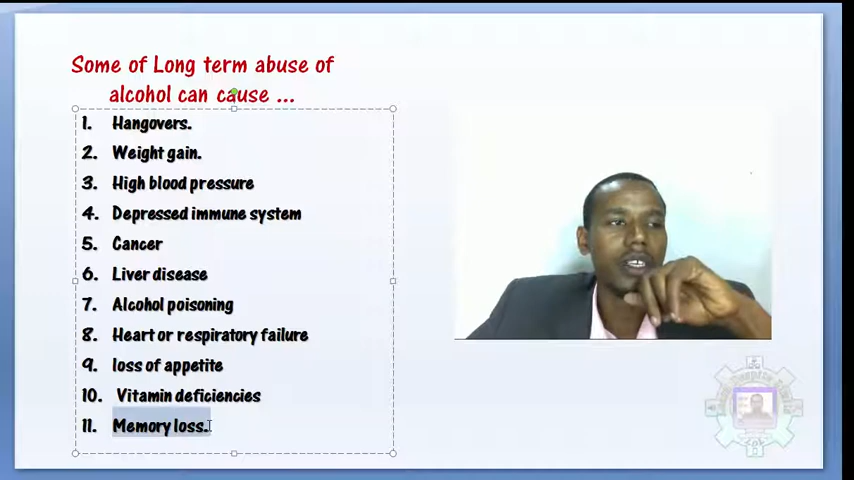 Some of Long term abuse of
alcohol can cause ...
1. Hangovers.
2. Weight gain.
3. High blood pressure
4. Depressed immune system
5. Cancer
6. Liver disease
7. Alcohol poisoning
8. Heart or respiratory failure
9. loss of appetite
10. Vitamin deficiencies
11. Memory loss.